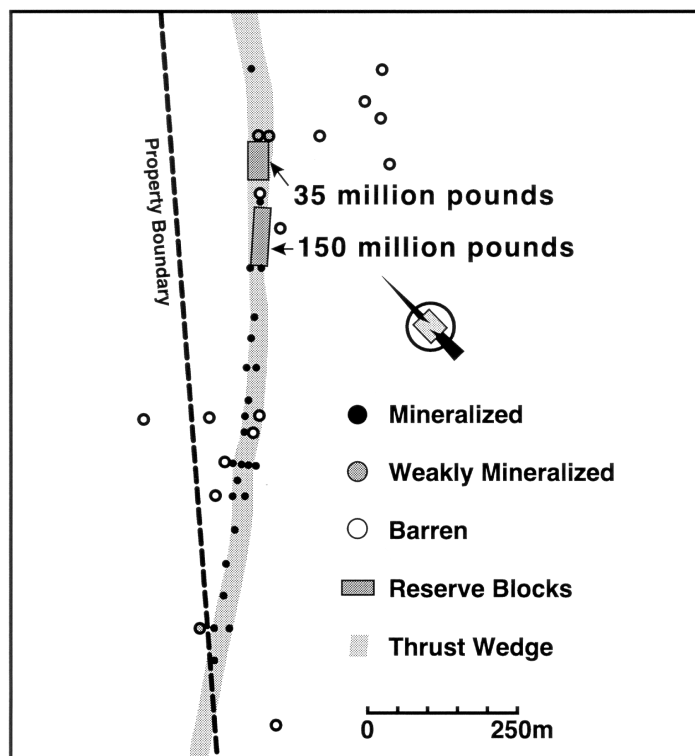 Property Boundary
35 million pounds
150 million pounds
Mineralized
Weakly Mineralized
Barren
Reserve Blocks
Thrust Wedge
0 250m